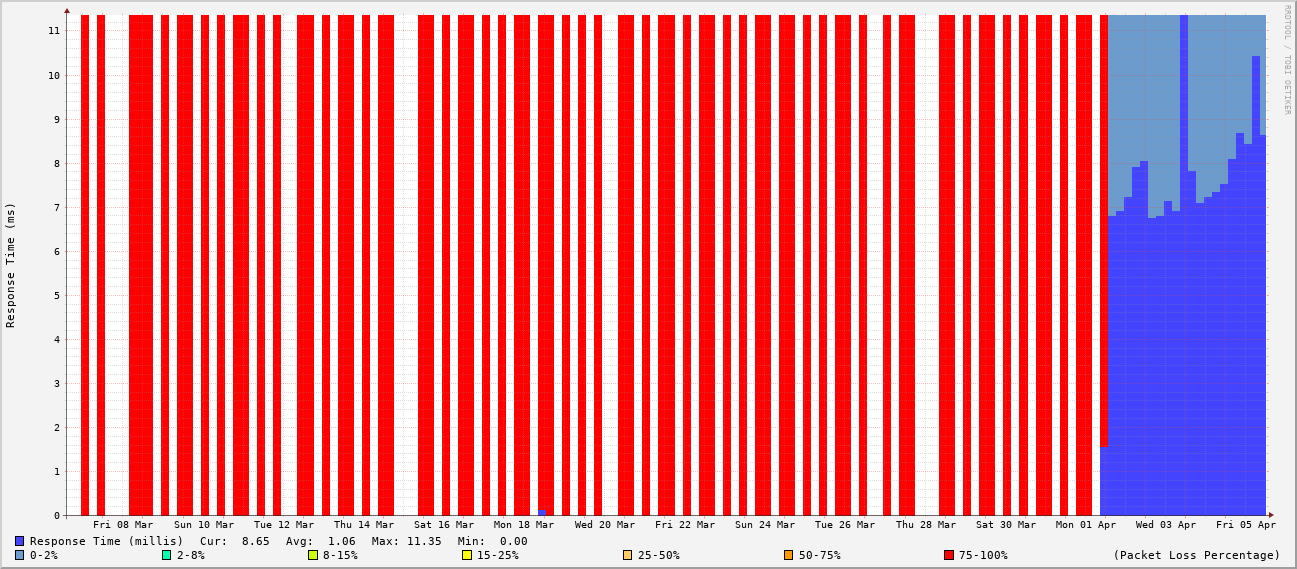 RRDTOOL / TOBI OETIKER
Response Time (ms)
11
10
9
8
7
6
5
4
3
2
1
0
Fri 08 Mar Sun 10 Mar Tue 12 Mar Thu 14 Mar Sat 16 Mar Mon 18 Mar Wed 20 Mar Fri 22 Mar Sun 24 Mar Tue 26 Mar Thu 28 Mar Sat 30 Mar Mon 01 Apr Wed 03 Apr Fri 05 Apr
Response Time (millis) Cur: 8.65 Avg: 1.06 Max: 11.35 Min: 0.00
0-2% 2-8% 8-15% 15-25% 25-50% 50-75% 75-100% (Packet Loss Percentage)